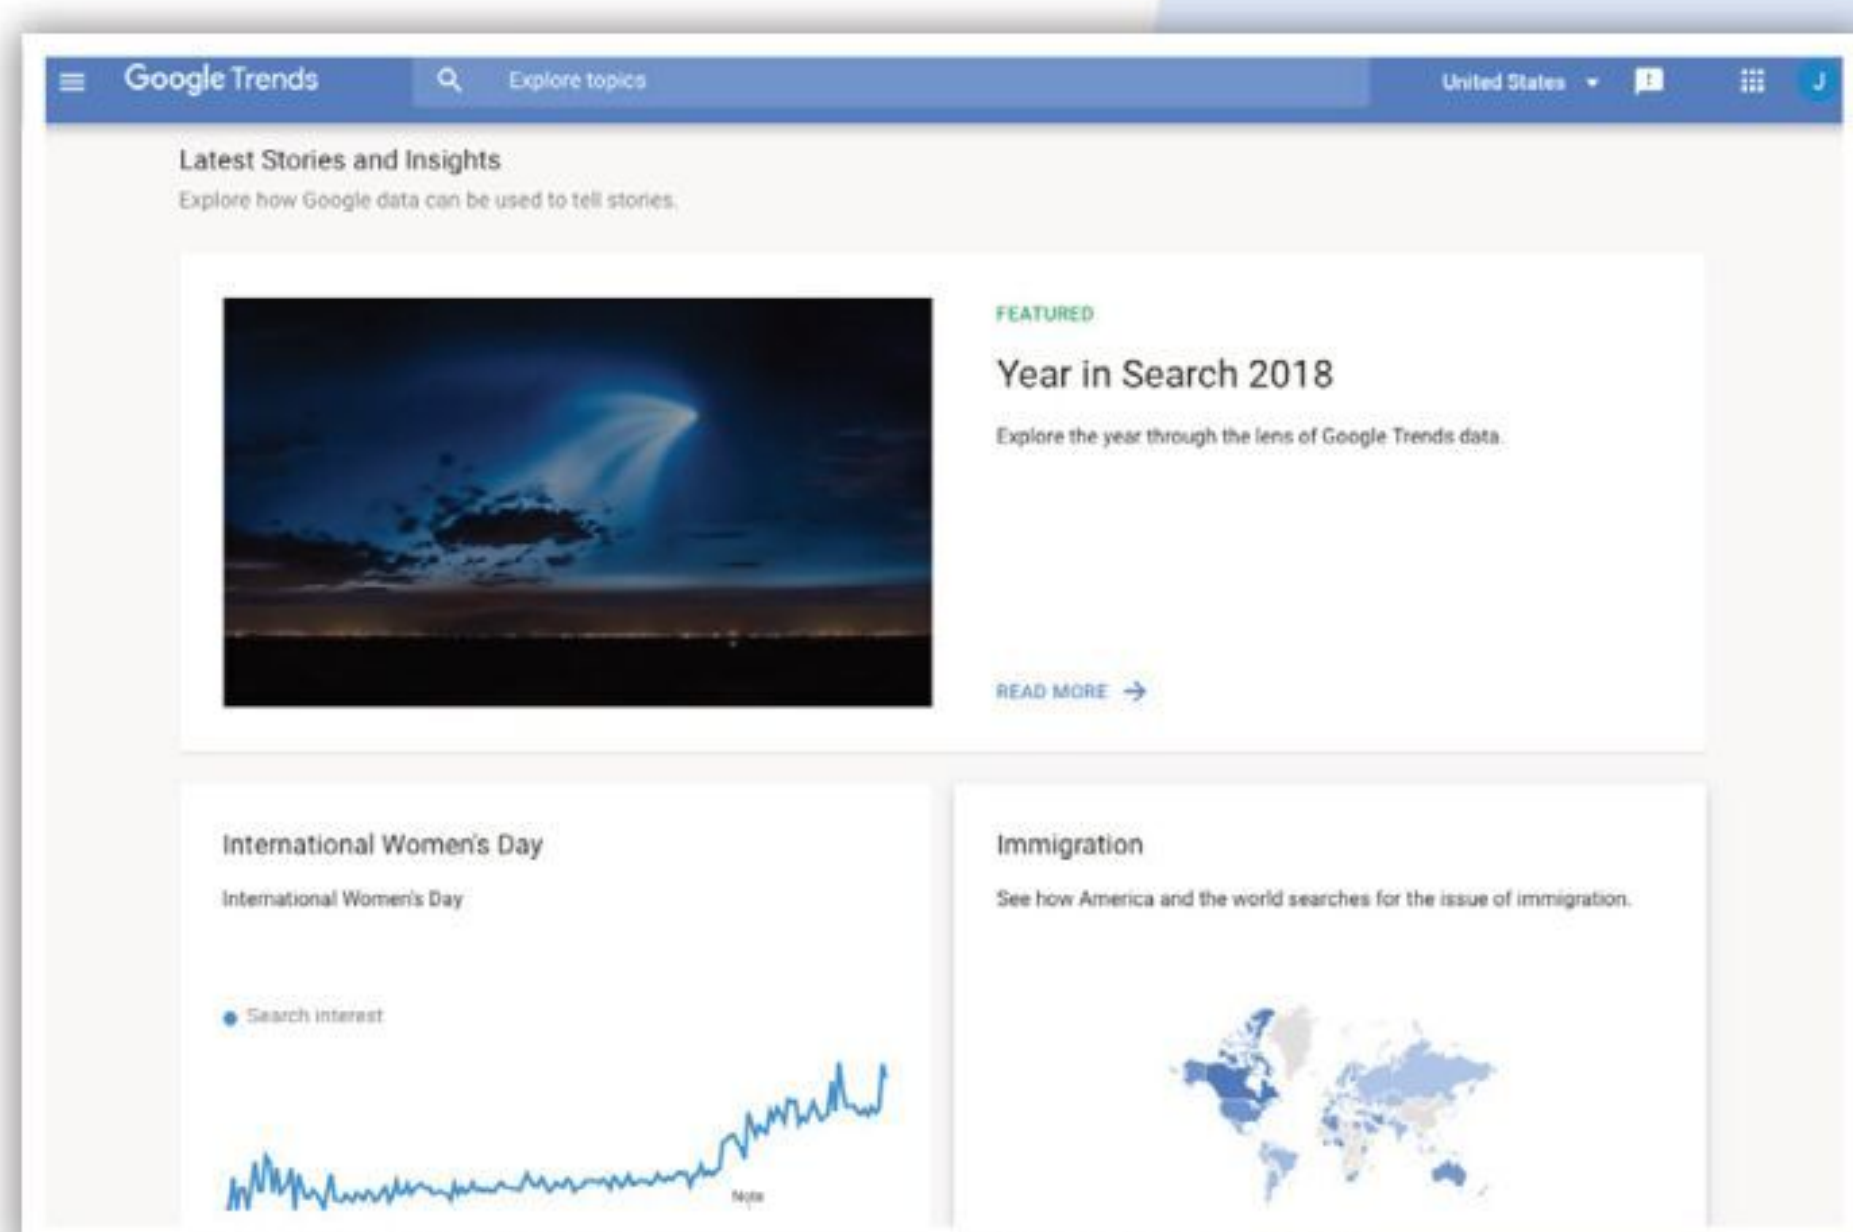 Google Trends
Explore topics
United States
J
Latest Stories and Insights
Explore how Google data can be used to tell stories.
FEATURED
Year in Search 2018
Explore the year through the lens of Google Trends data.
READ MORE
International Women's Day
International Women's Day
Search interest
Note
Immigration
See how America and the world searches for the issue of immigration.